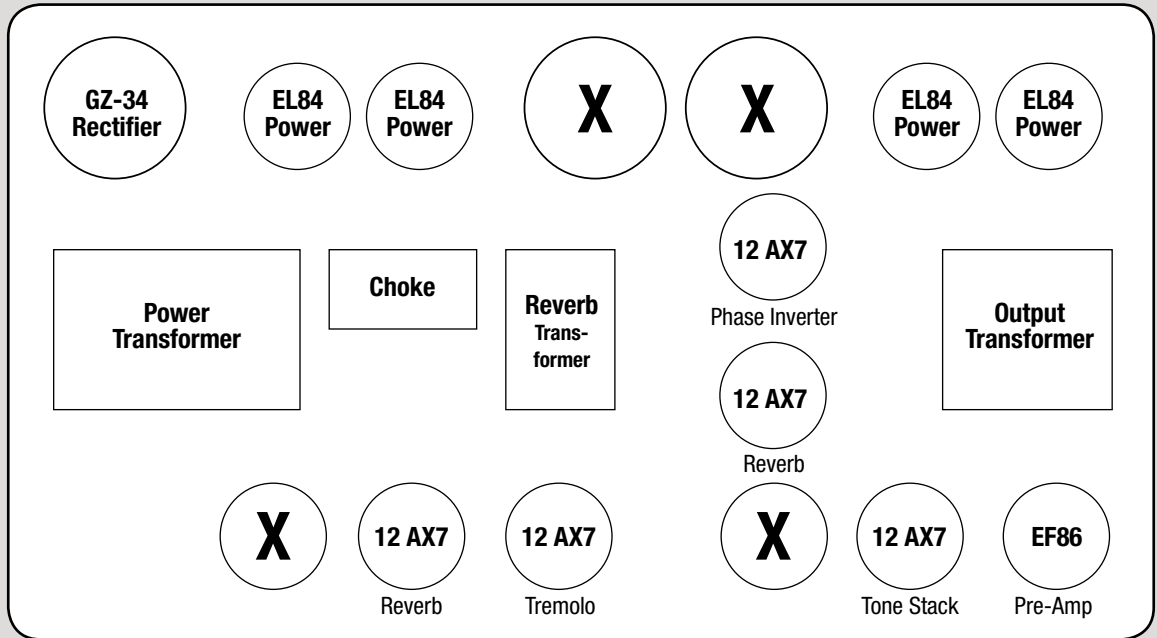 GZ-34
Rectifier
EL84
Power
EL84
Power
X
X
EL84
Power
EL84
Power
12 AX7
Phase Inverter
Power
Transformer
Choke
Reverb
Trans-
former
Output
Transformer
12 AX7
Reverb
X
12 AX7
Reverb
12 AX7
Tremolo
X
12 AX7
Tone Stack
EF86
Pre-Amp